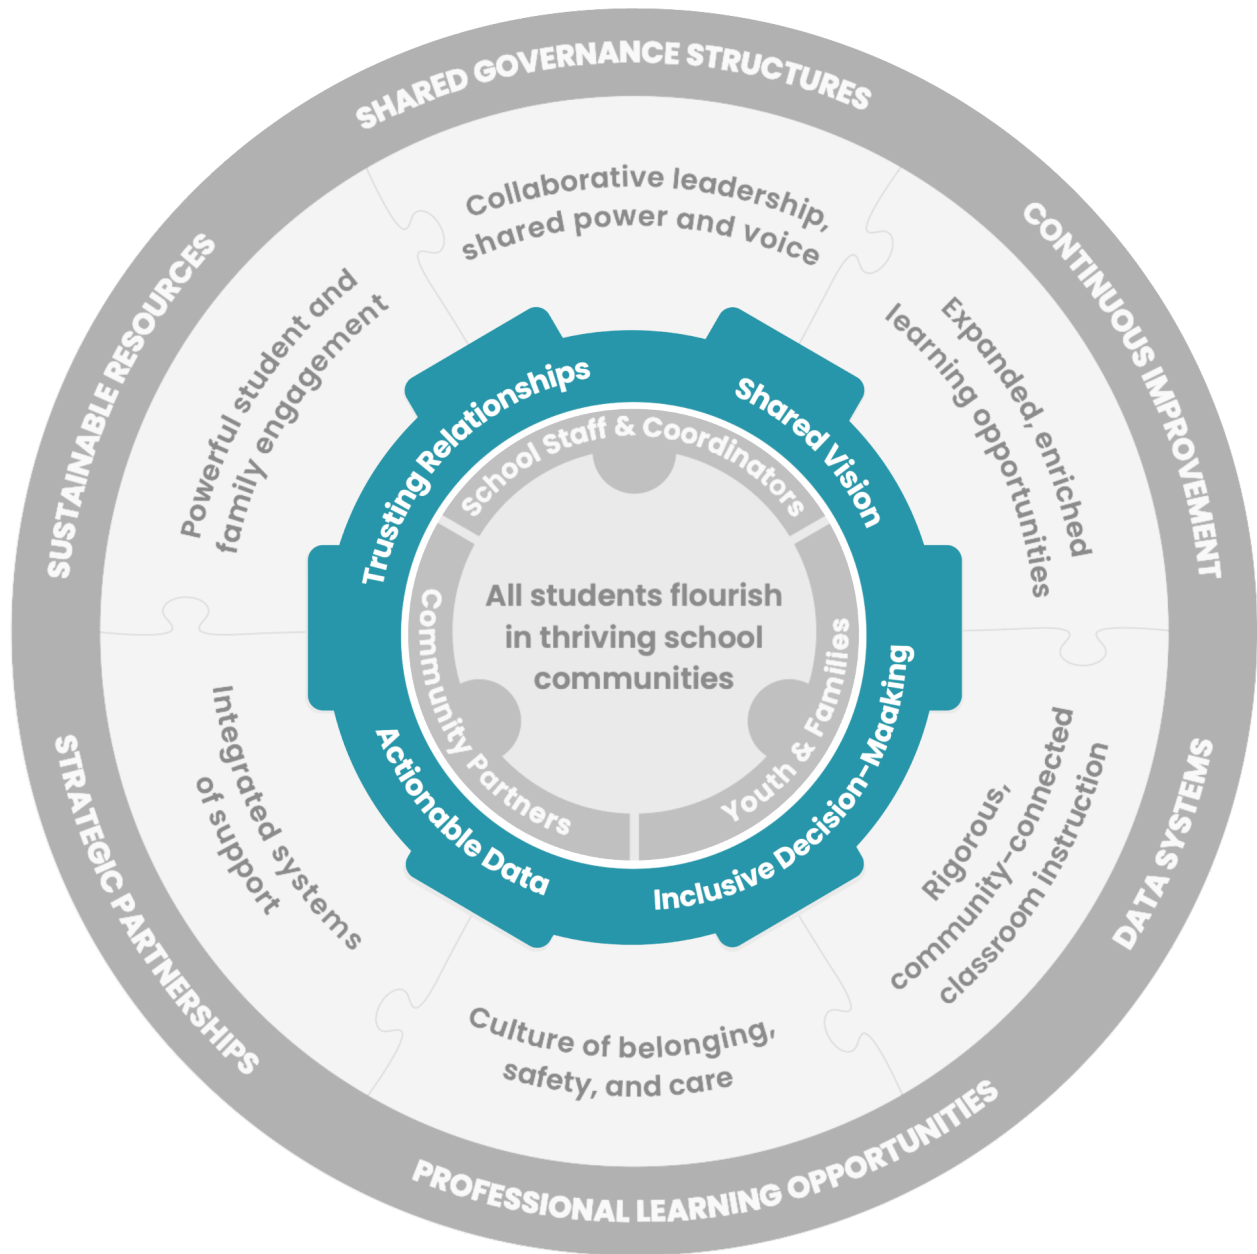 SHARED GOVERNANCE STRUCTURES
CONTINUOUS IMPROVEMENT
DATA SYSTEMS
PROFESSIONAL LEARNING OPPORTUNITIES
STRATEGIC PARTNERSHIPS
SUSTAINABLE RESOURCES
Collaborative leadership,
shared power and voice
Expanded, enriched
learning opportunities
Rigorous,
community-connected
classroom instruction
Culture of belonging,
safety, and care
Integrated systems
of support
Powerful student and
family engagement
Trusting Relationships
Shared Vision
Inclusive Decision-Maaking
Actionable Data
School Staff & Coordinators
Youth & Families
Community Partners
All students flourish
in thriving school
communities